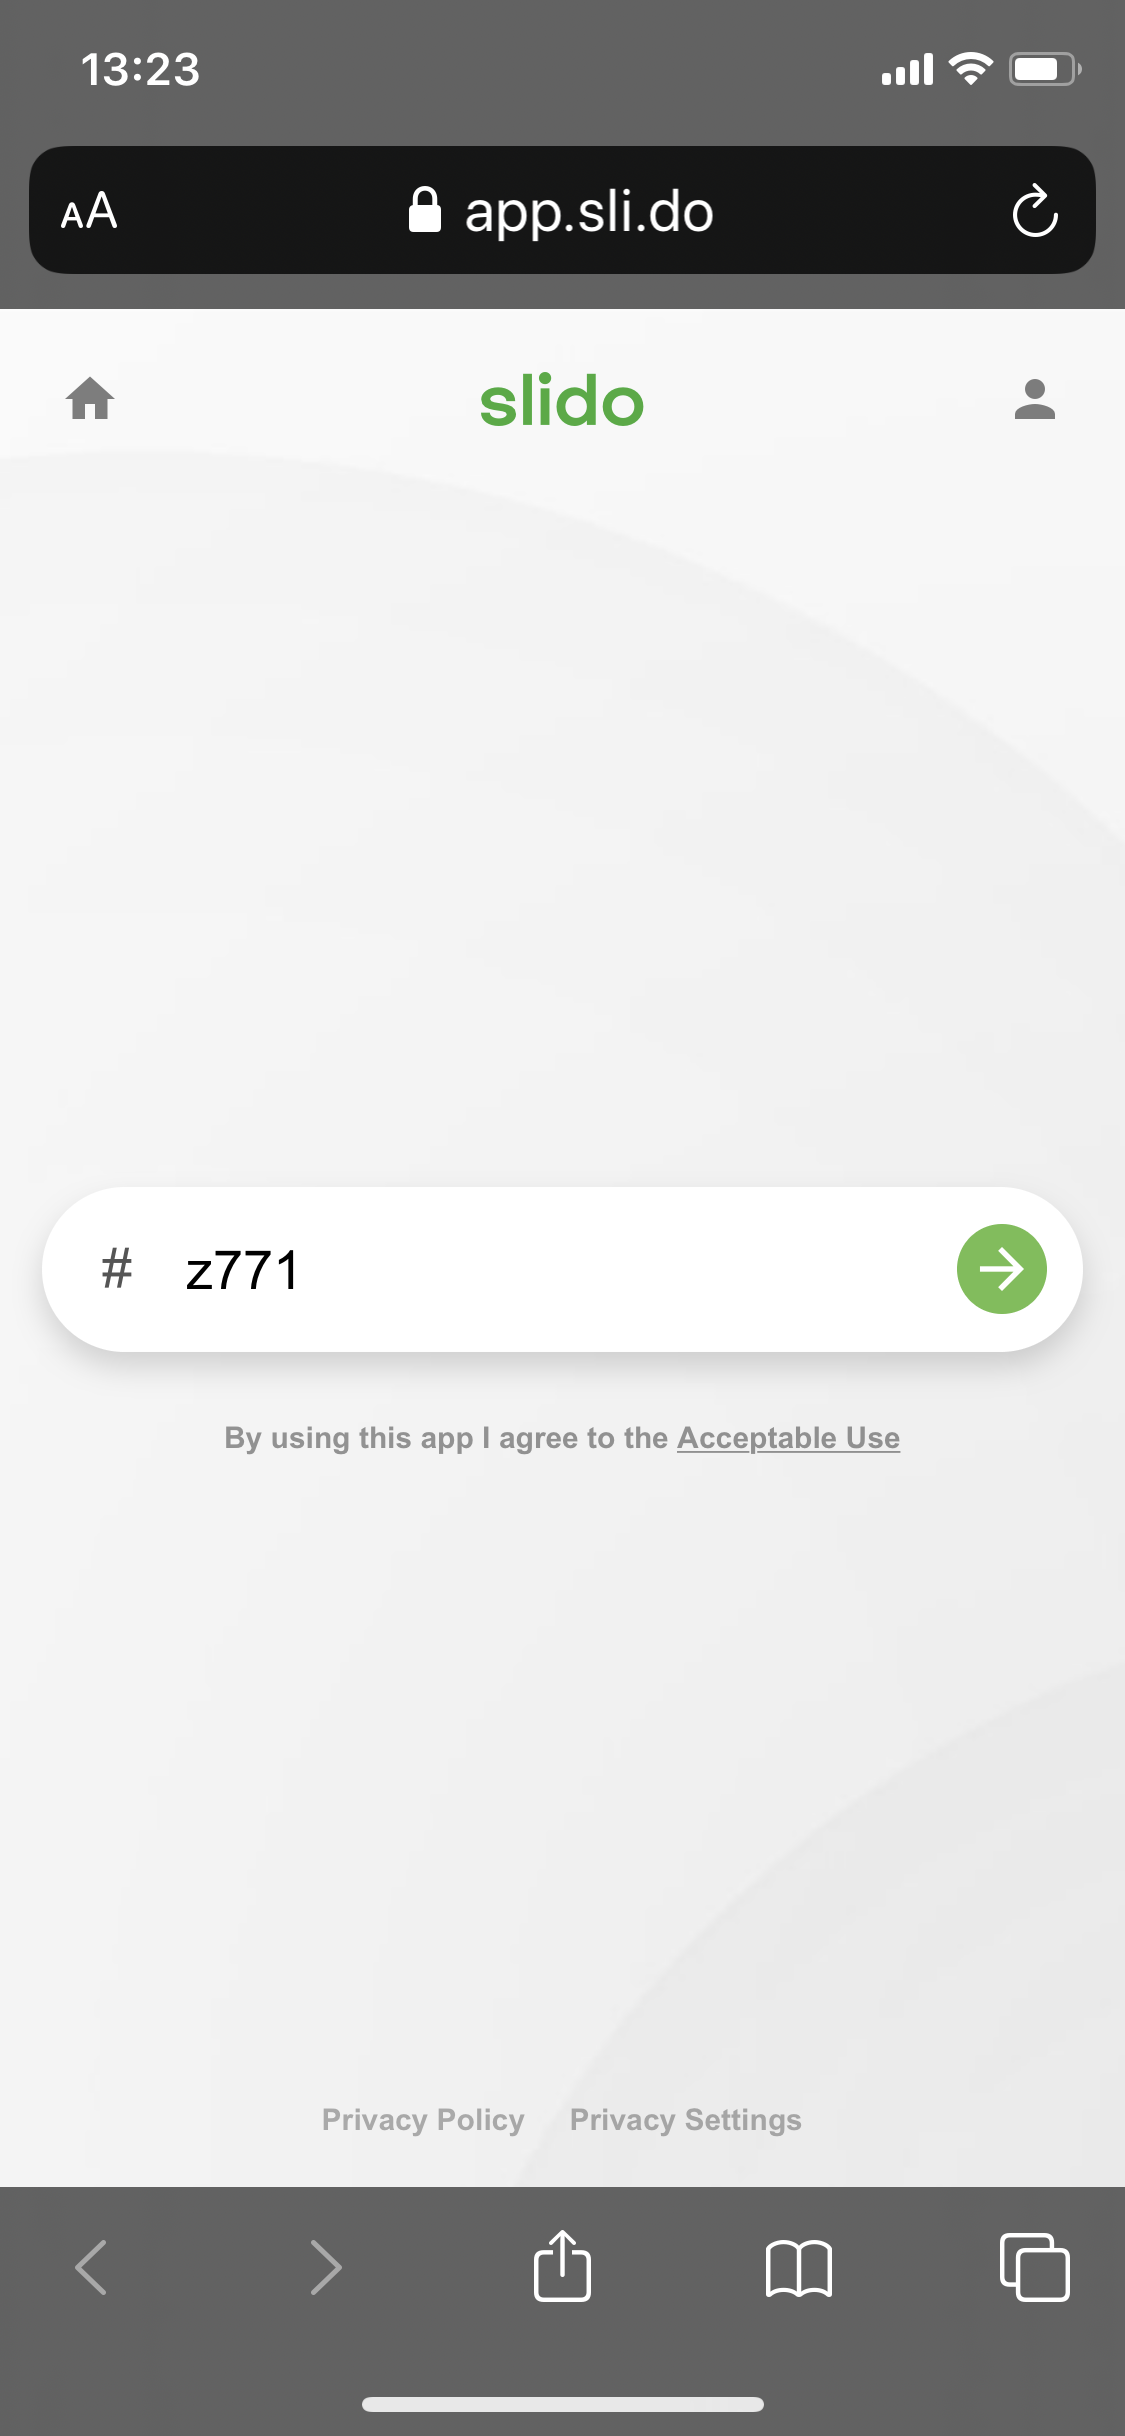 13:23
AA app.sli.do
slido
# z771
By using this app I agree to the Acceptable Use
Privacy Policy Privacy Settings